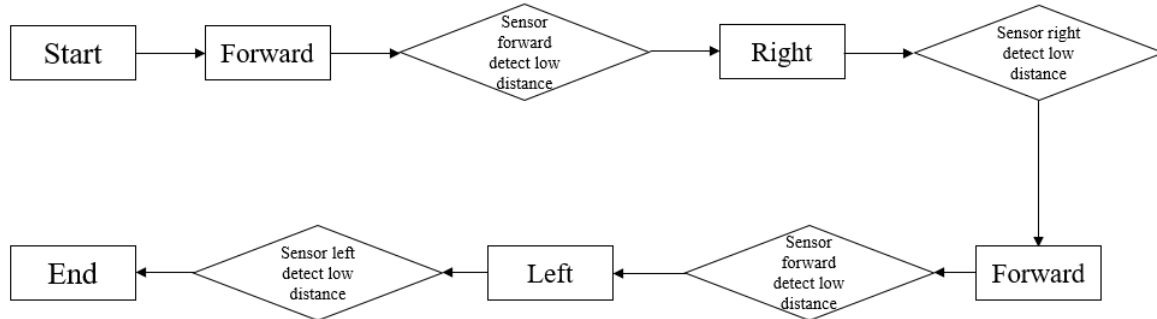 Start
Forward
Sensor
forward
detect low
distance
Right
Sensor right
detect low
distance
Forward
Sensor
forward
detect low
distance
Left
Sensor left
detect low
distance
End